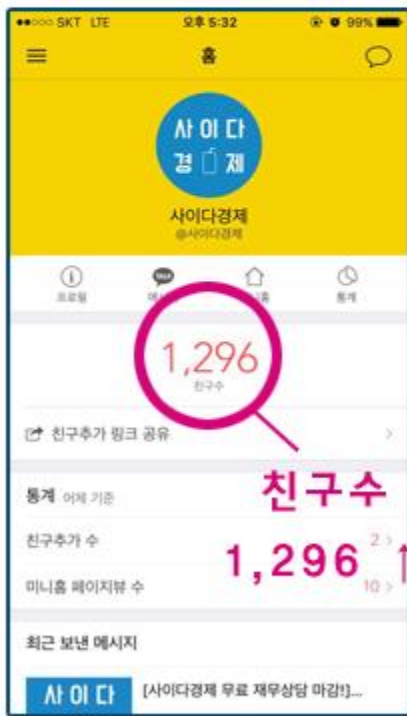 SKT LTE 오후 5:32 99%
홈
사이다
경제
사이다경제
@사이다경제
프로필 통계
1,296
친구수
친구추가 링크 공유
친구수
통계 어제 기준
친구추가 수 2
1,296↑
미니홈 페이지뷰 수 10
최근 보낸 메시지
사이다
[사이다경제 무료 재무상담 마감!]...